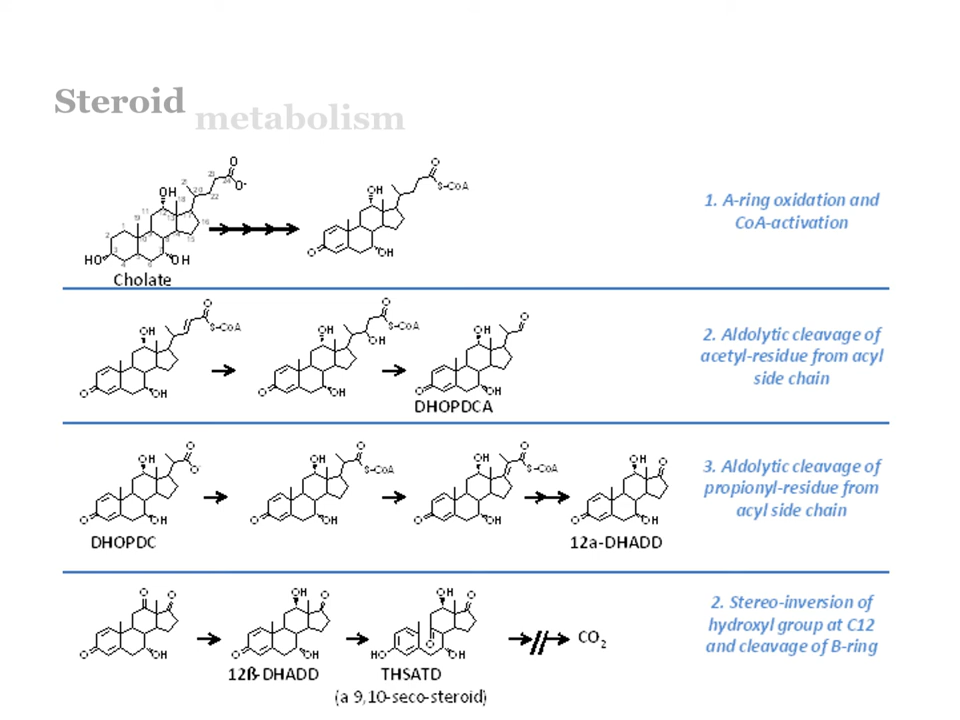 Steroid
metabolism
1. A-ring oxidation and
CoA-activation
Cholate
2. Aldolytic cleavage of
acetyl-residue from acyl
side chain
DHOPDCA
3. Aldolytic cleavage of
propionyl-residue from
acyl side chain
DHOPDC
12a-DHADD
2. Stereo-inversion of
hydroxyl group at C12
and cleavage of B-ring
CO2
12ß-DHADD
THSATD
(a 9,10-seco-steroid)